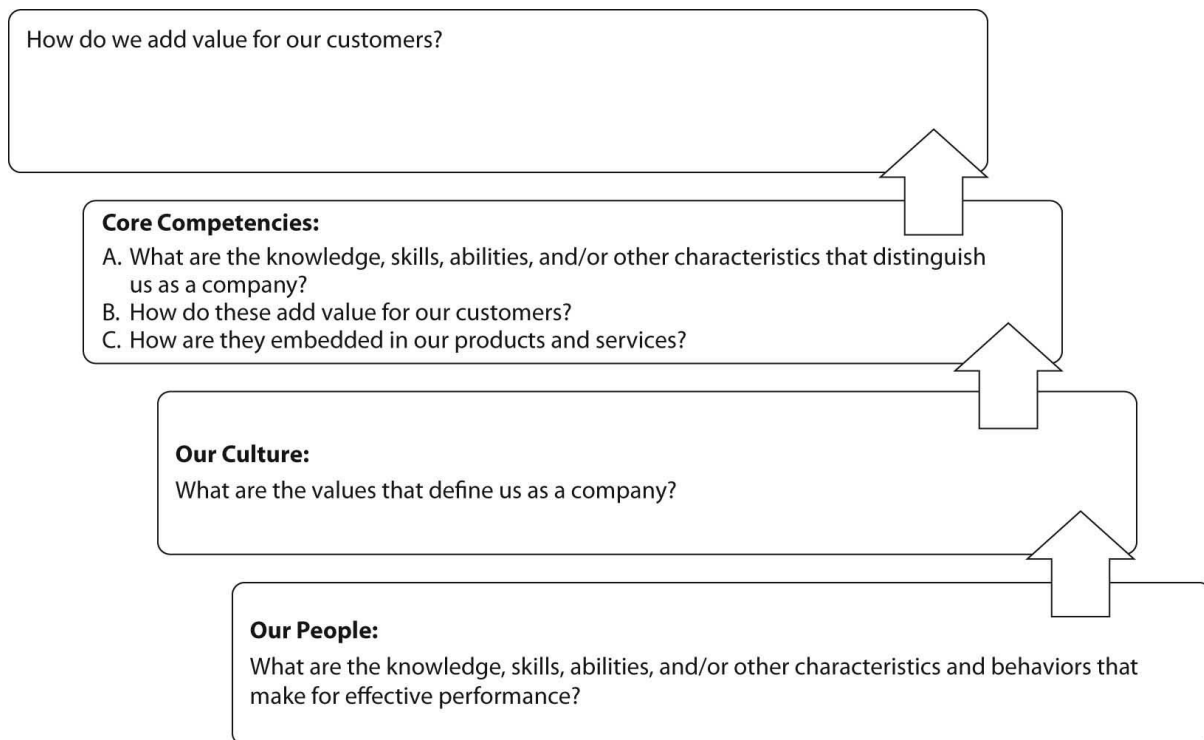 How do we add value for our customers?
Core Competencies:
A. What are the knowledge, skills, abilities, and/or other characteristics that distinguish
us as a company?
B. How do these add value for our customers?
C. How are they embedded in our products and services?
Our Culture:
What are the values that define us as a company?
Our People:
What are the knowledge, skills, abilities, and/or other characteristics and behaviors that
make for effective performance?